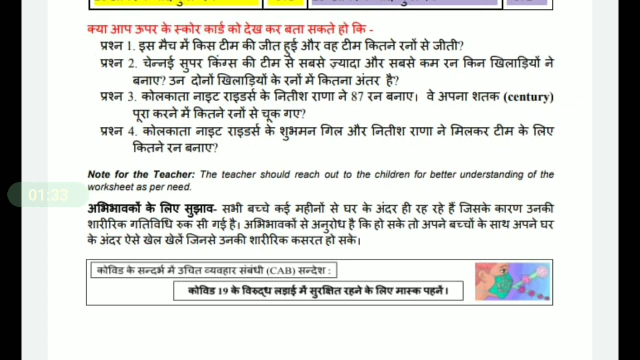 क्या आप ऊपर के स्कोर कार्ड को देख कर बता सकते हो कि -
प्रश्न 1. इस मैच में किस टीम की जीत हुई और वह टीम कितने रनों से जीती?
प्रश्न 2. चेन्नई सुपर किंग्स की टीम से सबसे ज़्यादा और सबसे कम रन किन खिलाड़ियों ने
बनाए? उन दोनों खिलाड़ियों के रनों में कितना अंतर है?
प्रश्न 3. कोलकाता नाइट राइडर्स के नितीश राणा ने 87 रन बनाए। वे अपना शतक (century)
पूरा करने में कितने रनों से चूक गए?
प्रश्न 4. कोलकाता नाइट राइडर्स के शुभमन गिल और नितीश राणा ने मिलकर टीम के लिए
कितने रन बनाए?
Note for the Teacher: The teacher should reach out to the children for better understanding of the
worksheet as per need.
01:33
अभिभावकों के लिए सुझाव- सभी बच्चे कई महीनों से घर के अंदर ही रह रहे हैं जिसके कारण उनकी
शारीरिक गतिविधि रुक सी गई है। अभिभावकों से अनुरोध है कि हो सके तो अपने बच्चों के साथ अपने घर
के अंदर ऐसे खेल खेलें जिनसे उनकी शारीरिक कसरत हो सके।
कोविड के सन्दर्भ में उचित व्यवहार संबंधी (CAB) सन्देश :
कोविड 19 के विरुद्ध लड़ाई में सुरक्षित रहने के लिए मास्क पहनें।